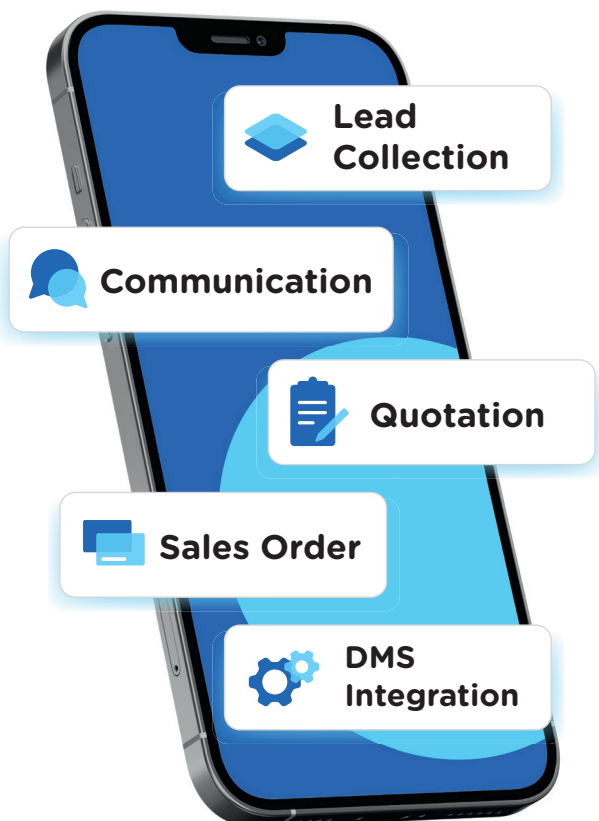 Lead
Collection
Communication
Quotation
Sales Order
DMS
Integration